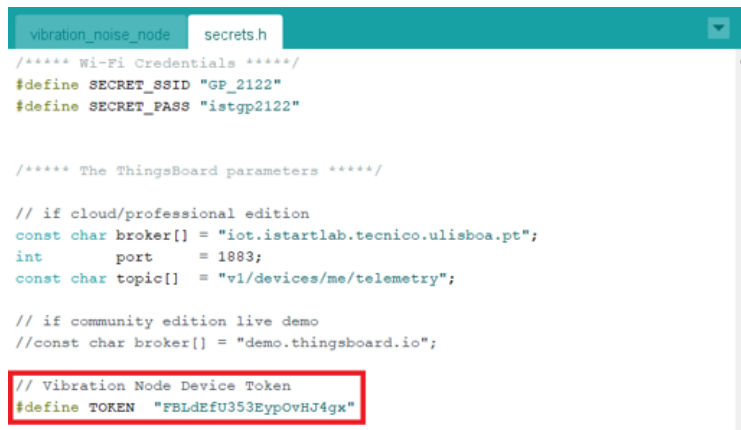 vibration_noise_node secrets.h
/***** Wi-Fi Credentials *****/
#define SECRET_SSID "GP_2122"
#define SECRET_PASS "istgp2122"
/***** The ThingsBoard parameters *****/
// if cloud/professional edition
const char broker[] = "iot.istartlab.tecnico.ulisboa.pt";
int port = 1883;
const char topic[] = "v1/devices/me/telemetry";
// if community edition live demo
//const char broker[] = "demo.thingsboard.io";
// Vibration Node Device Token
#define TOKEN "FBLdEfU353EypOvHJ4gx"